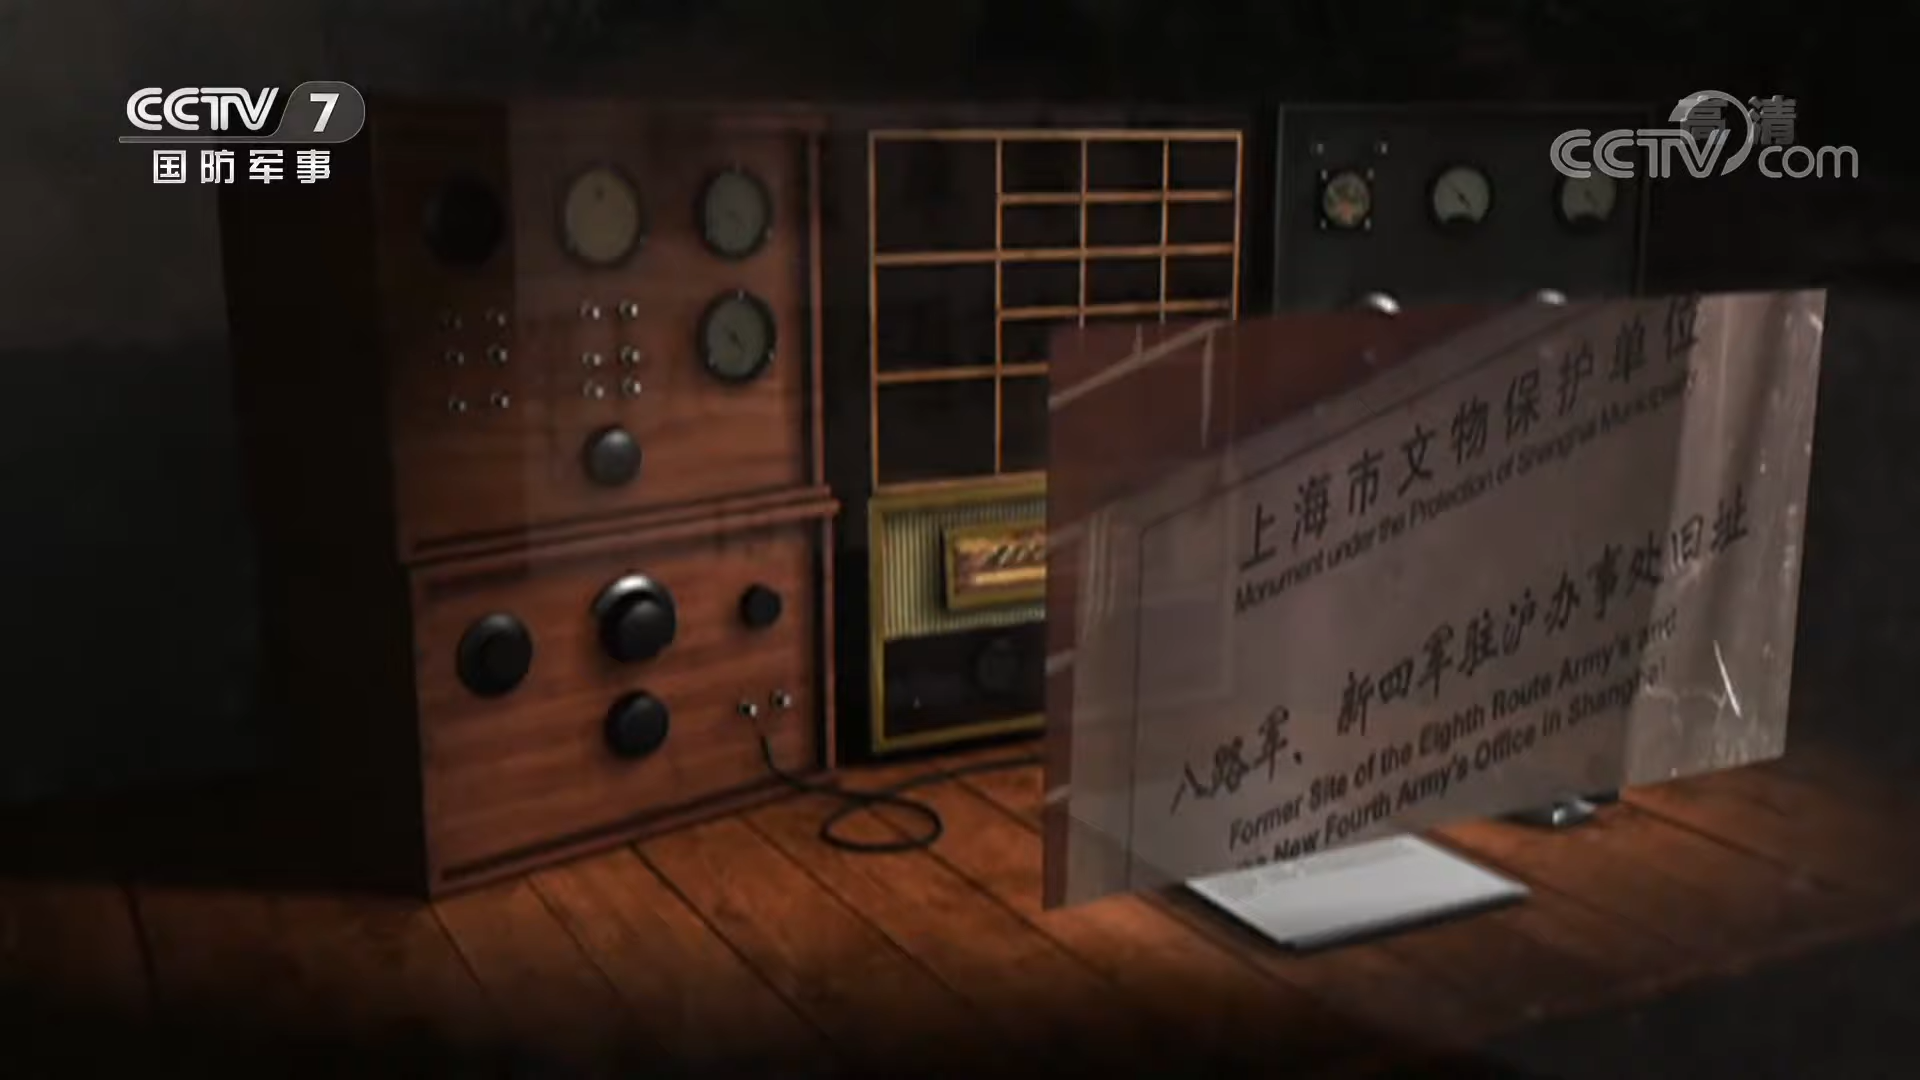 CCTV 7
国防军事
高清
CCTV.com
上海市文物保护单位
Monument under the Protection of Shanghai Municipality
八路军、新四军驻沪办事处旧址
Former Site of the Eighth Route Army's and
New Fourth Army's Office in Shanghai